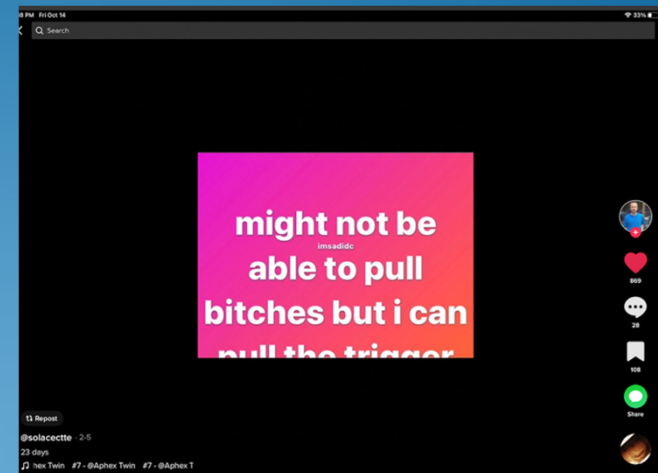 8 PM Fri Oct 14
33%
Search
might not be
imsadidc
able to pull
bitches but i can
pull the trigger
869
28
108
Share
Repost
@solacectte · 2-5
23 days
hex Twin #7 - @Aphex Twin #7 - @Aphex T